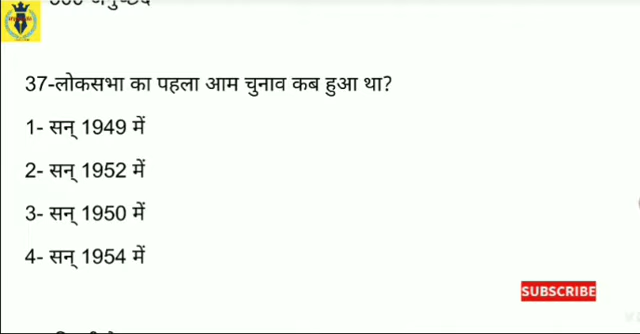 37-लोकसभा का पहला आम चुनाव कब हुआ था?
1- सन् 1949 में
2- सन् 1952 में
3- सन् 1950 में
4- सन् 1954 में
SUBSCRIBE